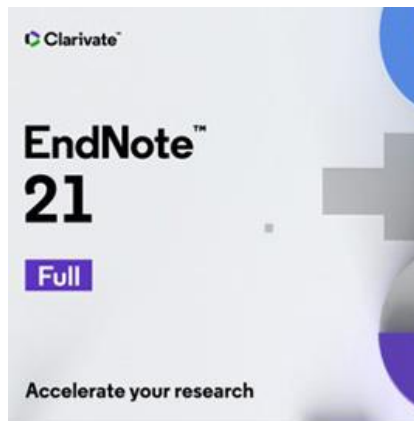 Clarivate™
EndNote™
21
Full
Accelerate your research